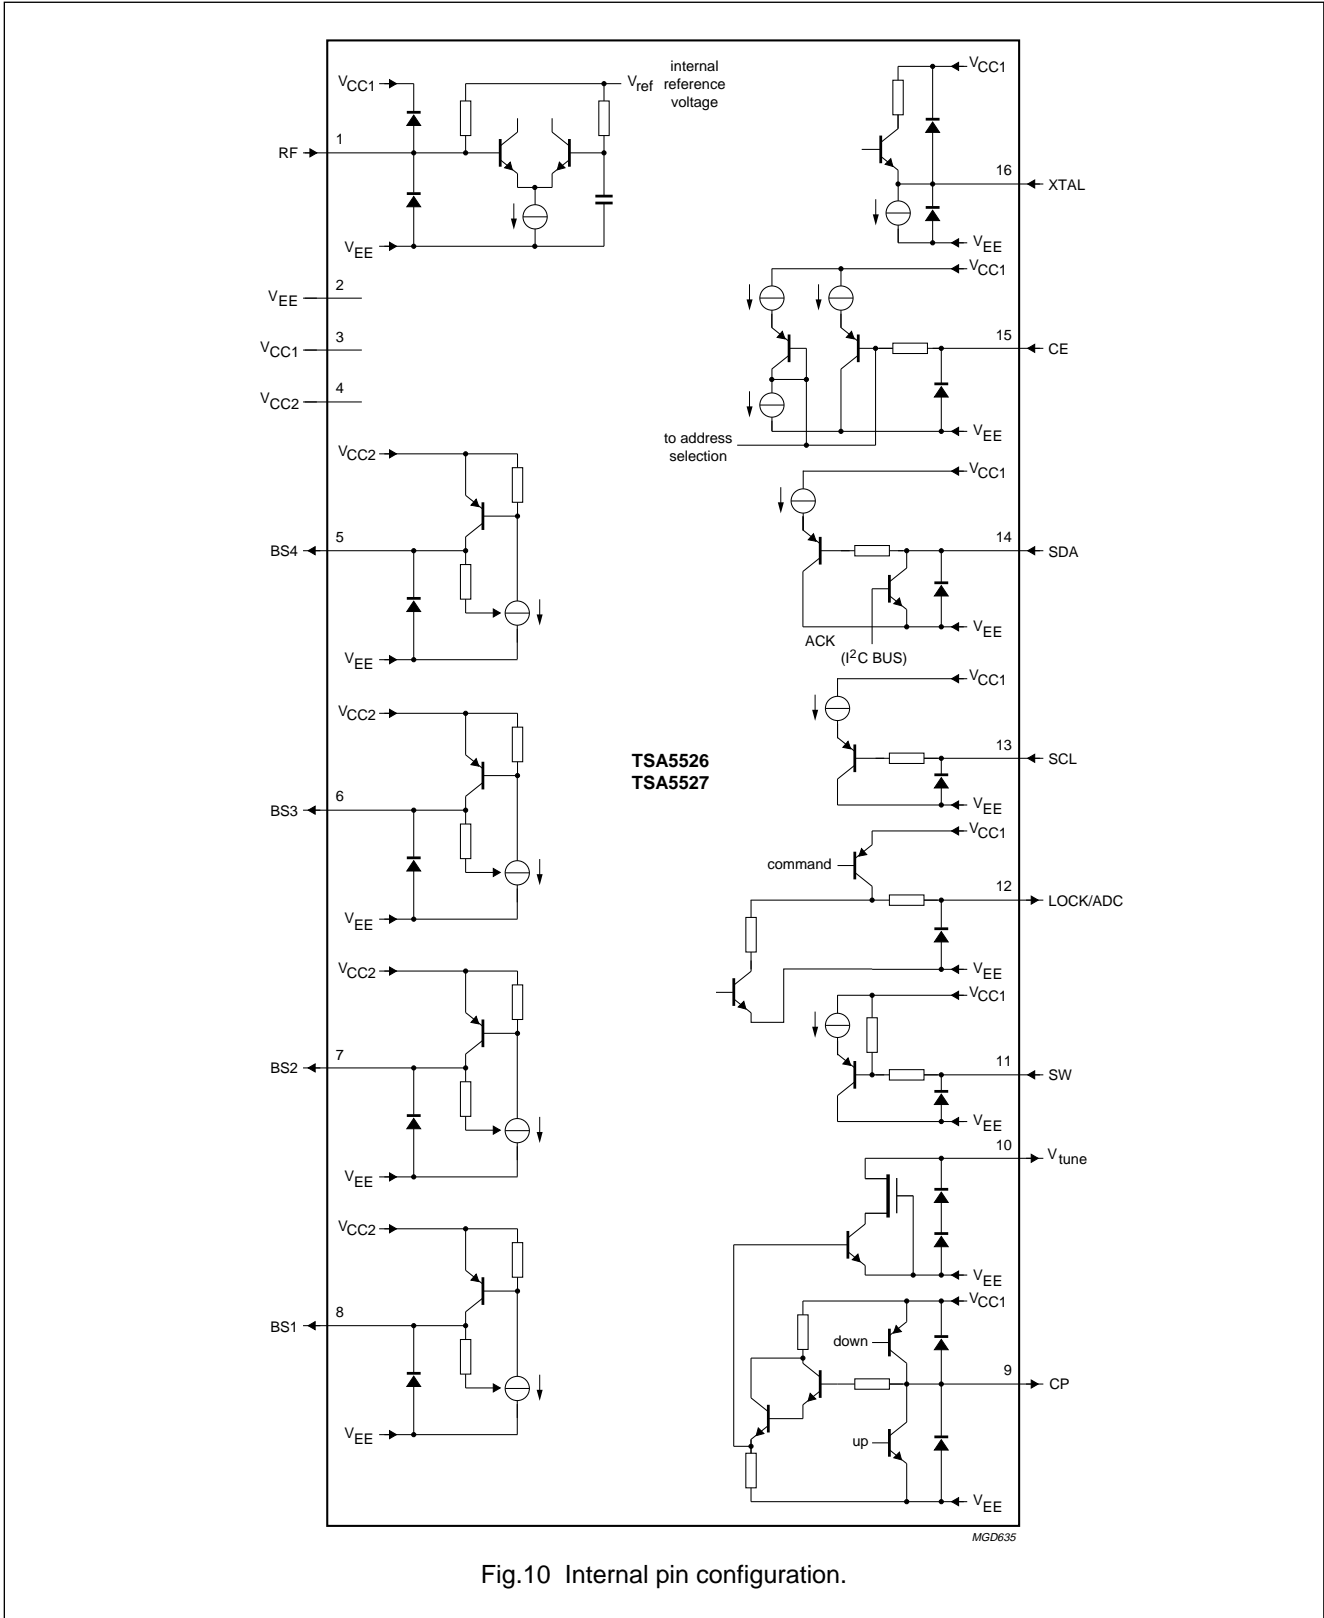 VCC1
internal
Vref reference
voltage
1
RF
VEE
2
VEE
3
VCC1
4
VCC2
VCC2
5
BS4
VEE
VCC2
6
BS3
VEE
VCC2
7
BS2
VEE
VCC2
8
BS1
VEE
TSA5526
TSA5527
VCC1
16
XTAL
VEE
VCC1
15
CE
VEE
to address
selection
VCC1
14
SDA
VEE
ACK
(I²C BUS)
VCC1
13
SCL
VEE
VCC1
command
12
LOCK/ADC
VEE
VCC1
11
SW
VEE
10
Vtune
VEE
VCC1
down
9
CP
up
VEE
MGD635
Fig.10 Internal pin configuration.